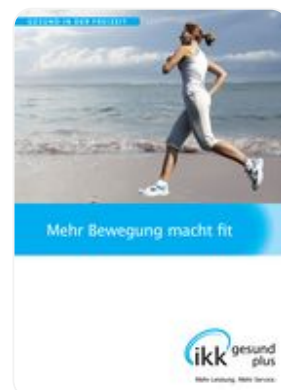 GESUND IN DER FREIZEIT
Mehr Bewegung macht fit
ikk gesund
plus
Mehr Leistung. Mehr Service.